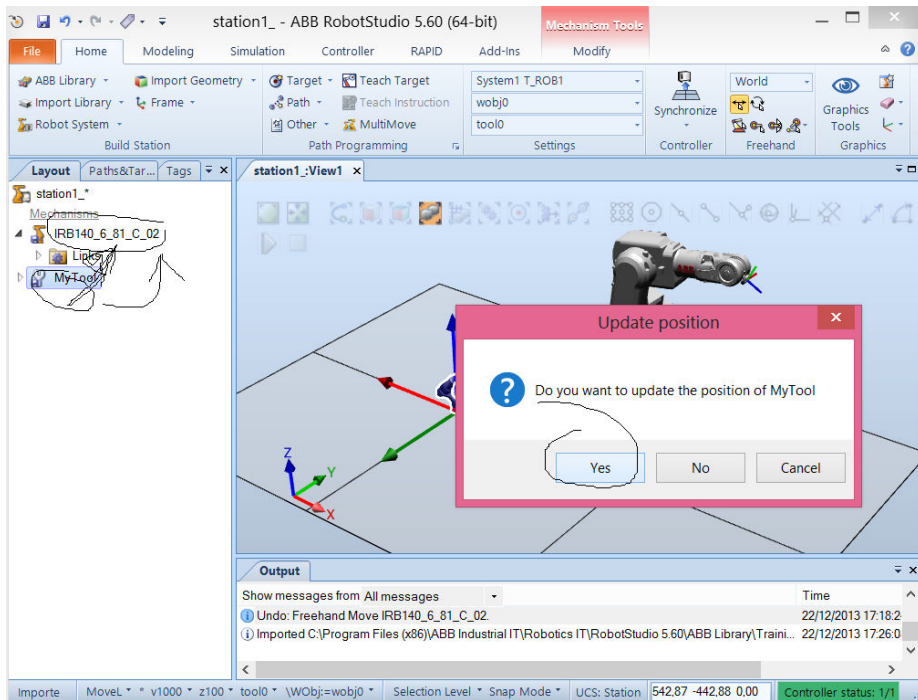 station1_ - ABB RobotStudio 5.60 (64-bit)
Mechanism Tools
File Home Modeling Simulation Controller RAPID Add-Ins Modify
ABB Library Import Geometry Target Teach Target System1 T_ROB1 World
Import Library Frame Path Teach Instruction wobj0 Synchronize Graphics Tools
Robot System Other MultiMove tool0
Build Station Path Programming Settings Controller Freehand Graphics
Layout Paths&Tar... Tags station1_:View1
station1_*
Mechanisms
IRB140_6_81_C_02
Links
MyTool
ABB
Update position
Do you want to update the position of MyTool
Yes No Cancel
Z
Y
X
Output
Show messages from All messages Time
Undo: Freehand Move IRB140_6_81_C_02. 22/12/2013 17:18:2
Imported C:\Program Files (x86)\ABB Industrial IT\Robotics IT\RobotStudio 5.60\ABB Library\Traini... 22/12/2013 17:26:0
Importe MoveL * * v1000 * z100 * tool0 * \WObj:=wobj0 * Selection Level Snap Mode UCS: Station 542,87 -442,88 0,00 Controller status: 1/1